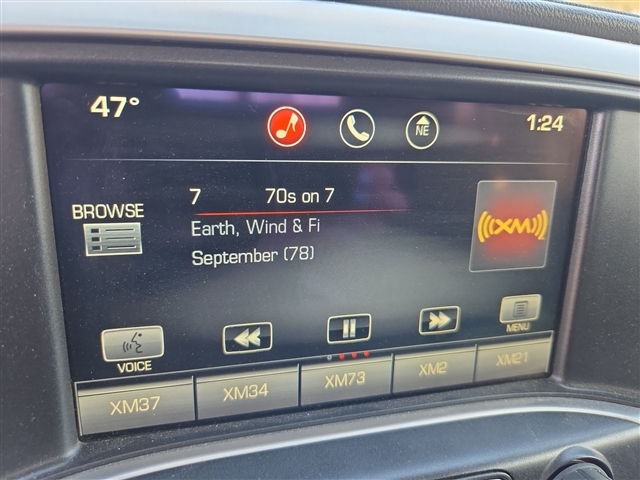 47°
NE
1:24
7 70s on 7
BROWSE
Earth, Wind & Fi
September (78)
((XM))
VOICE
MENU
XM37 XM34 XM73 XM2 XM21